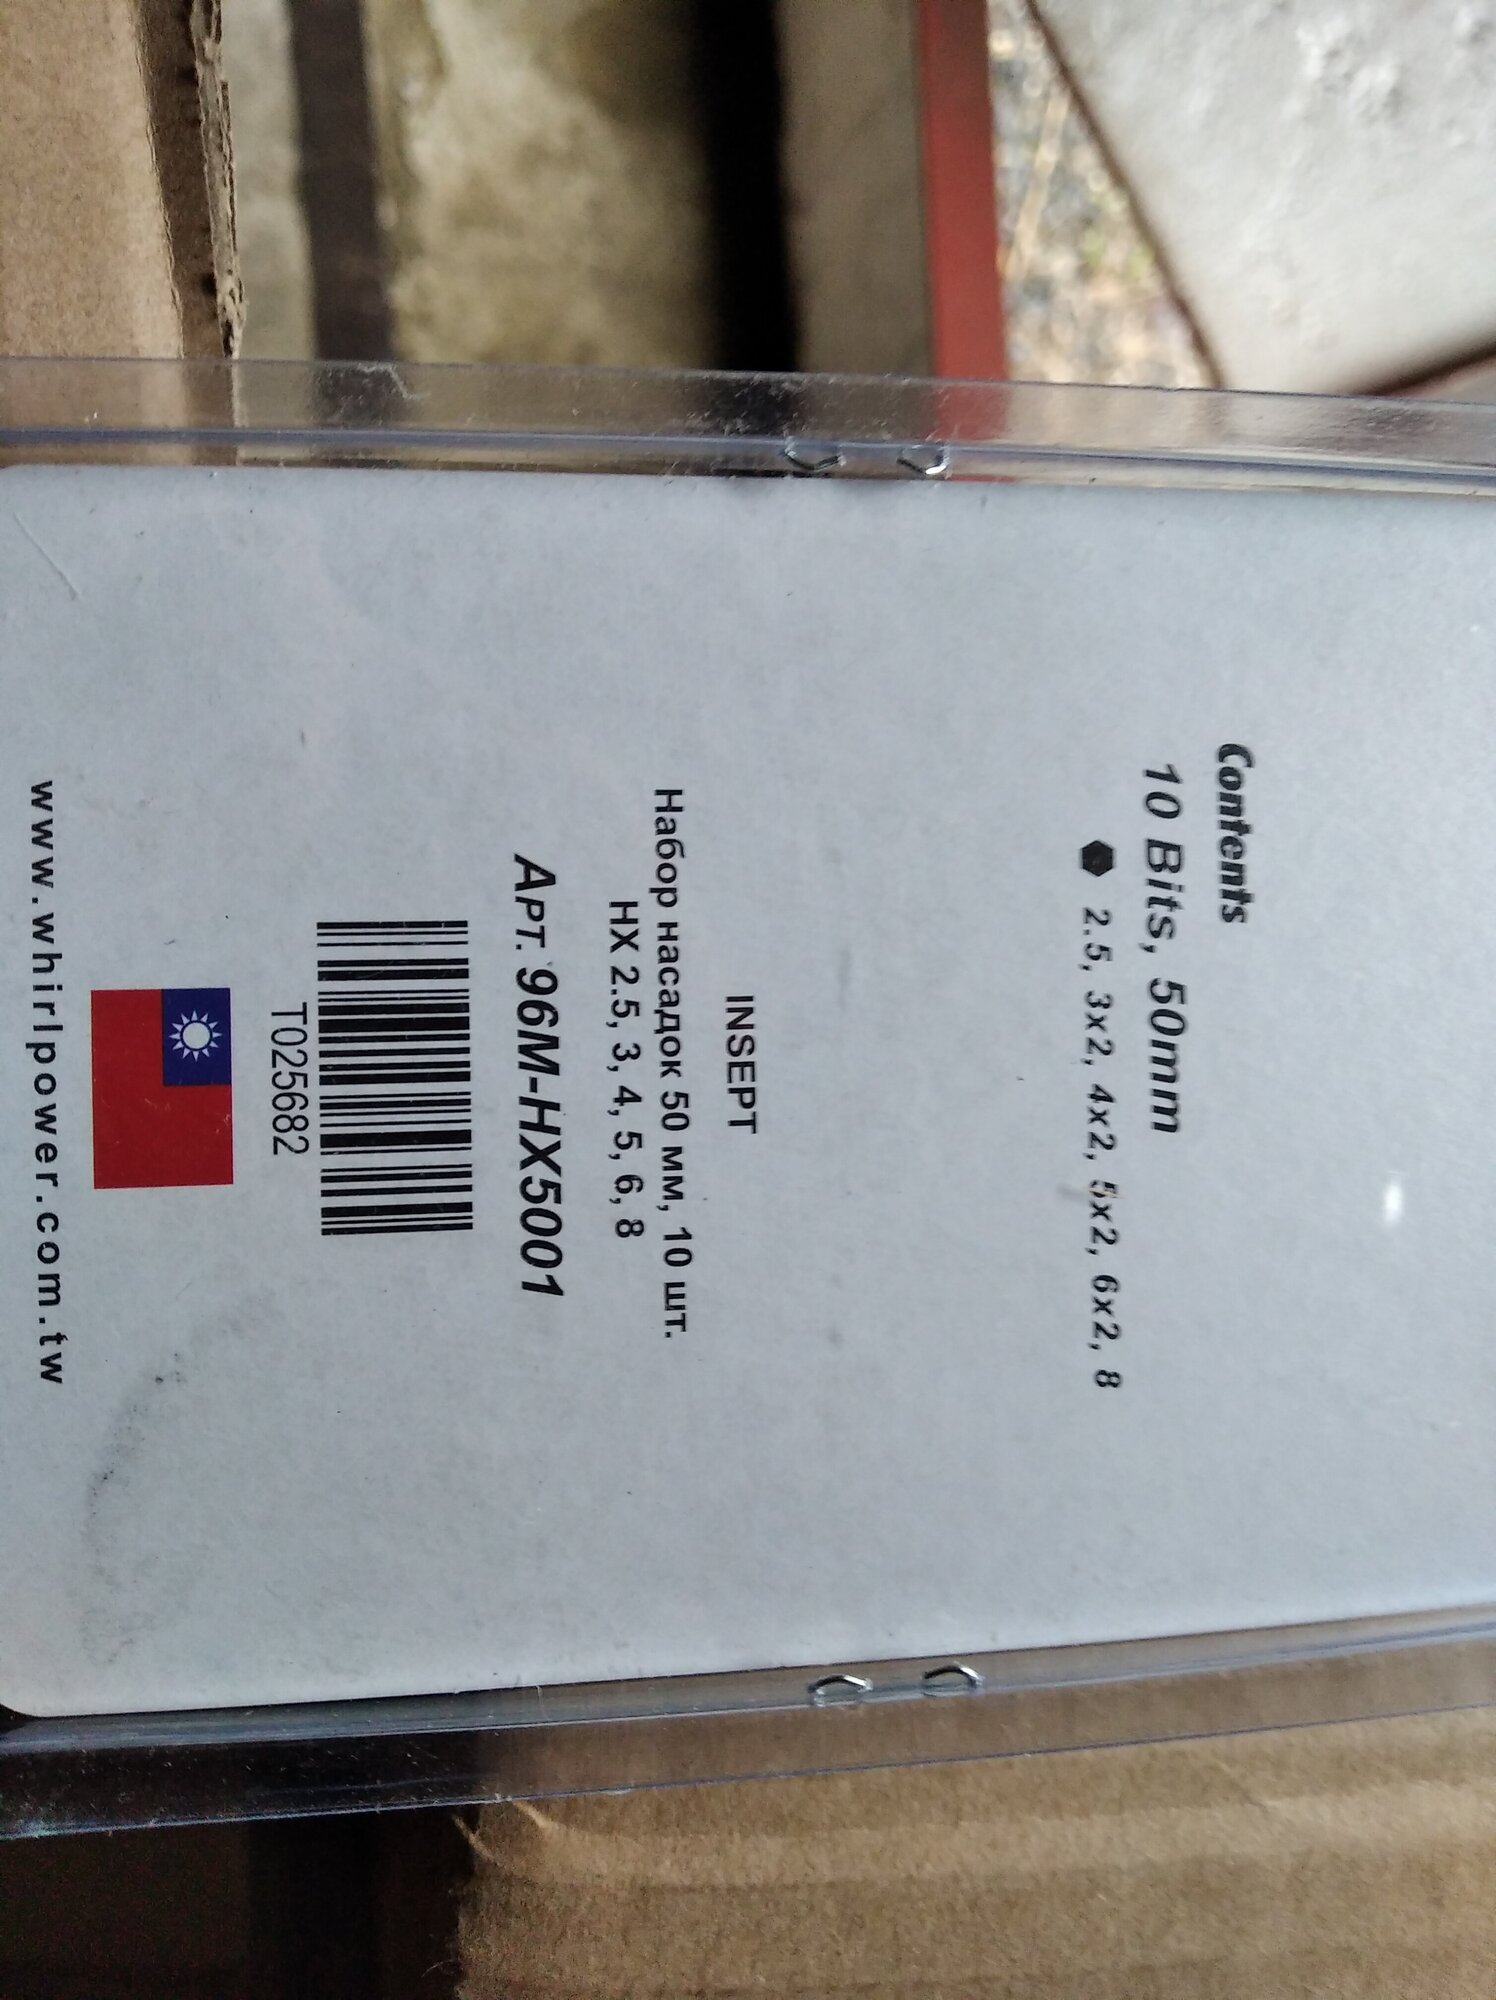 Contents
10 Bits, 50mm
2.5, 3x2, 4x2, 5x2, 6x2, 8
INSEPT
Набор насадок 50 мм, 10 шт.
HX 2.5, 3, 4, 5, 6, 8
АРТ. 96M-HX5001
T025682
www.whirlpower.com.tw